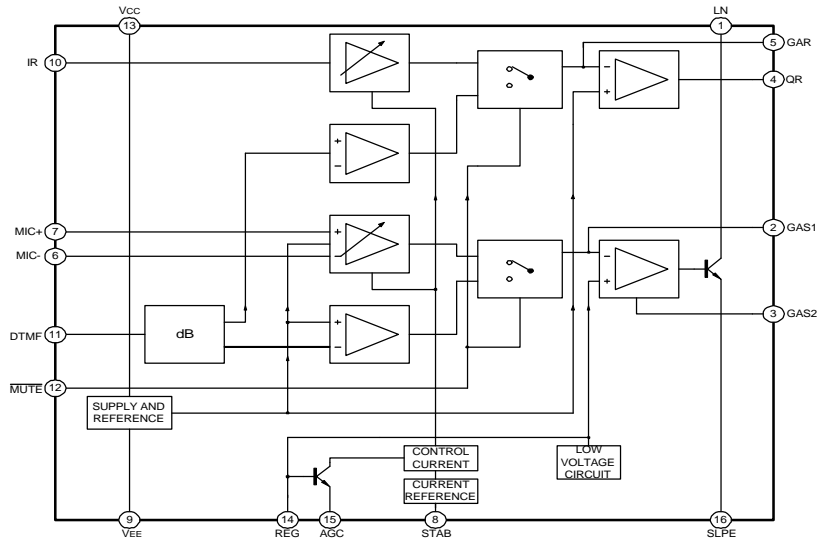 VCC
13
LN
1
5 GAR
IR 10
4 QR
+
−
−
+
MIC+ 7
+
2 GAS1
MIC- 6
−
−
+
3 GAS2
DTMF 11
dB
+
−
MUTE 12
SUPPLY AND
REFERENCE
CONTROL
CURRENT
LOW
VOLTAGE
CIRCUIT
CURRENT
REFERENCE
9
14
15
8
16
VEE
REG
AGC
STAB
SLPE